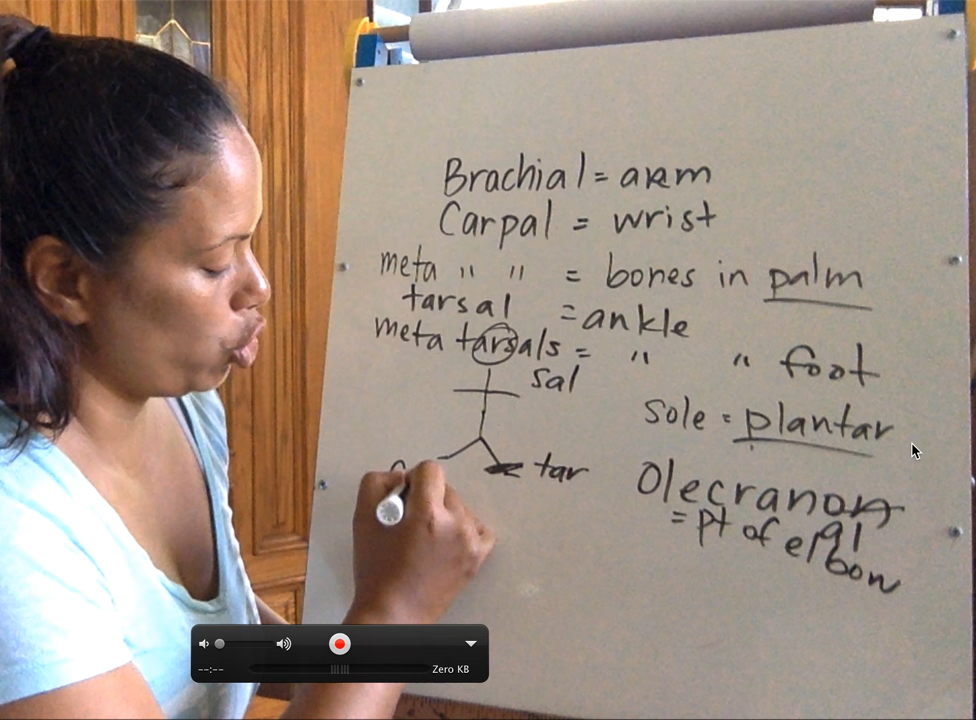 Brachial = arm
Carpal = wrist
meta " " = bones in palm
tarsal = ankle
meta tarsals = " " foot
sal
sole = plantar
tar
Olecranon
al
= pt of elbow
--:--
Zero KB